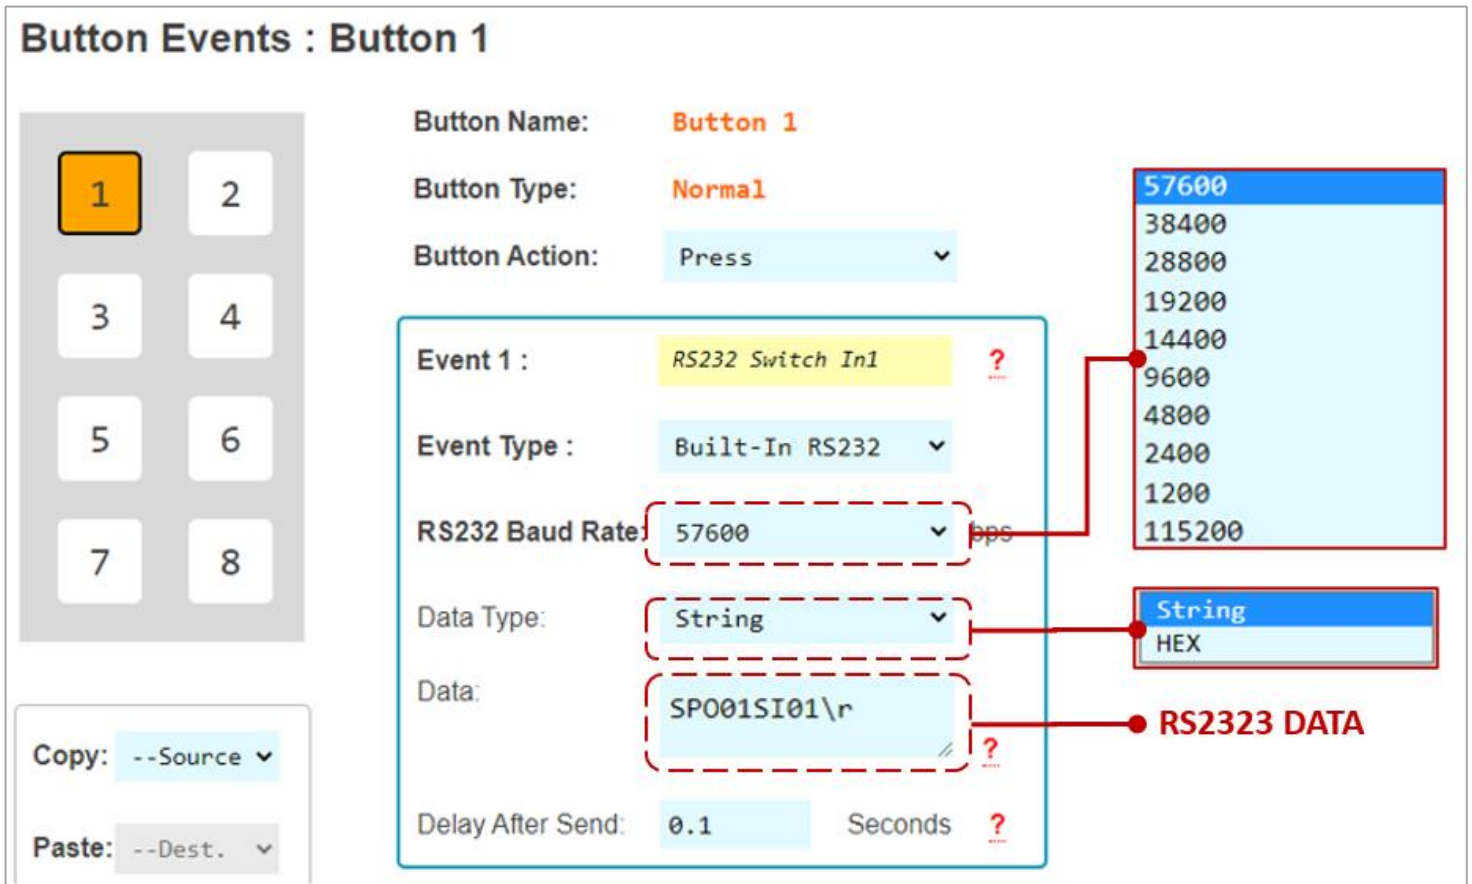 Button Events : Button 1
1 2
3 4
5 6
7 8
Copy: --Source
Paste: --Dest.
Button Name: Button 1
Button Type: Normal
Button Action: Press
Event 1 : RS232 Switch In1 ?
Event Type : Built-In RS232
RS232 Baud Rate: 57600 bps
Data Type: String
Data: SPO01SI01\r ?
Delay After Send: 0.1 Seconds ?
57600
38400
28800
19200
14400
9600
4800
2400
1200
115200
String
HEX
RS2323 DATA